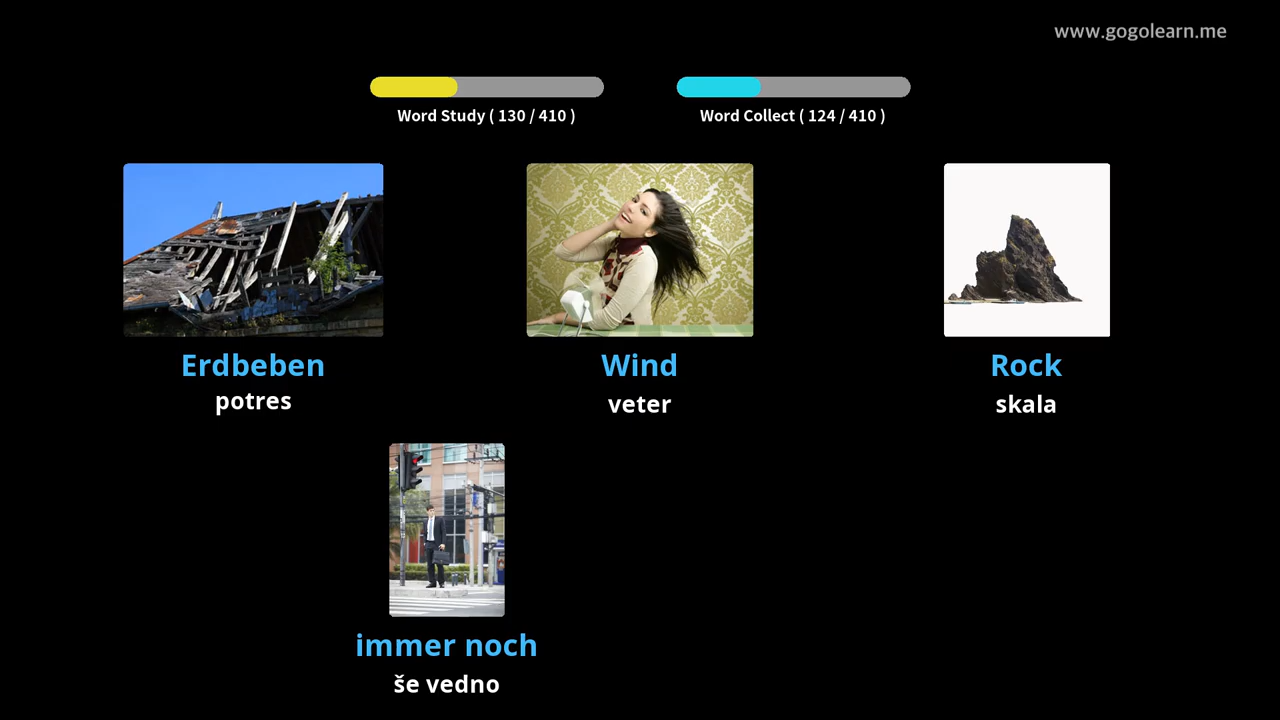 www.gogolearn.me
Word Study ( 130 / 410 )
Word Collect ( 124 / 410 )
Erdbeben
potres
Wind
veter
Rock
skala
immer noch
še vedno